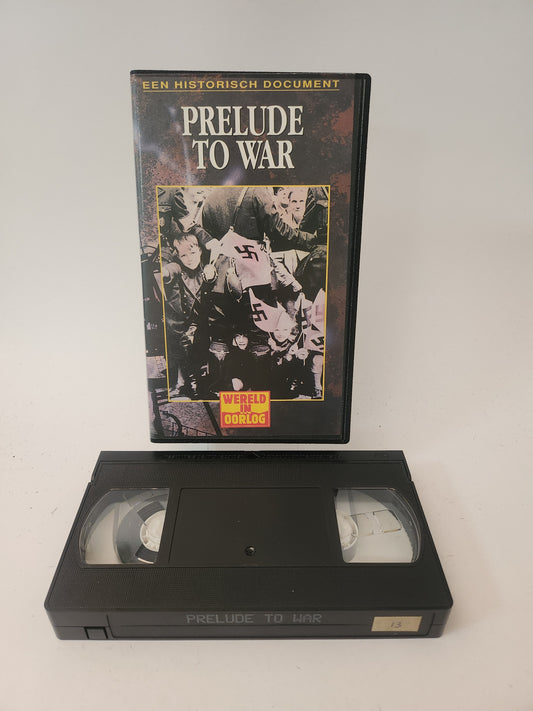 EEN HISTORISCH DOCUMENT
PRELUDE
TO WAR
WERELD
IN
OORLOG
PRELUDE TO WAR
13